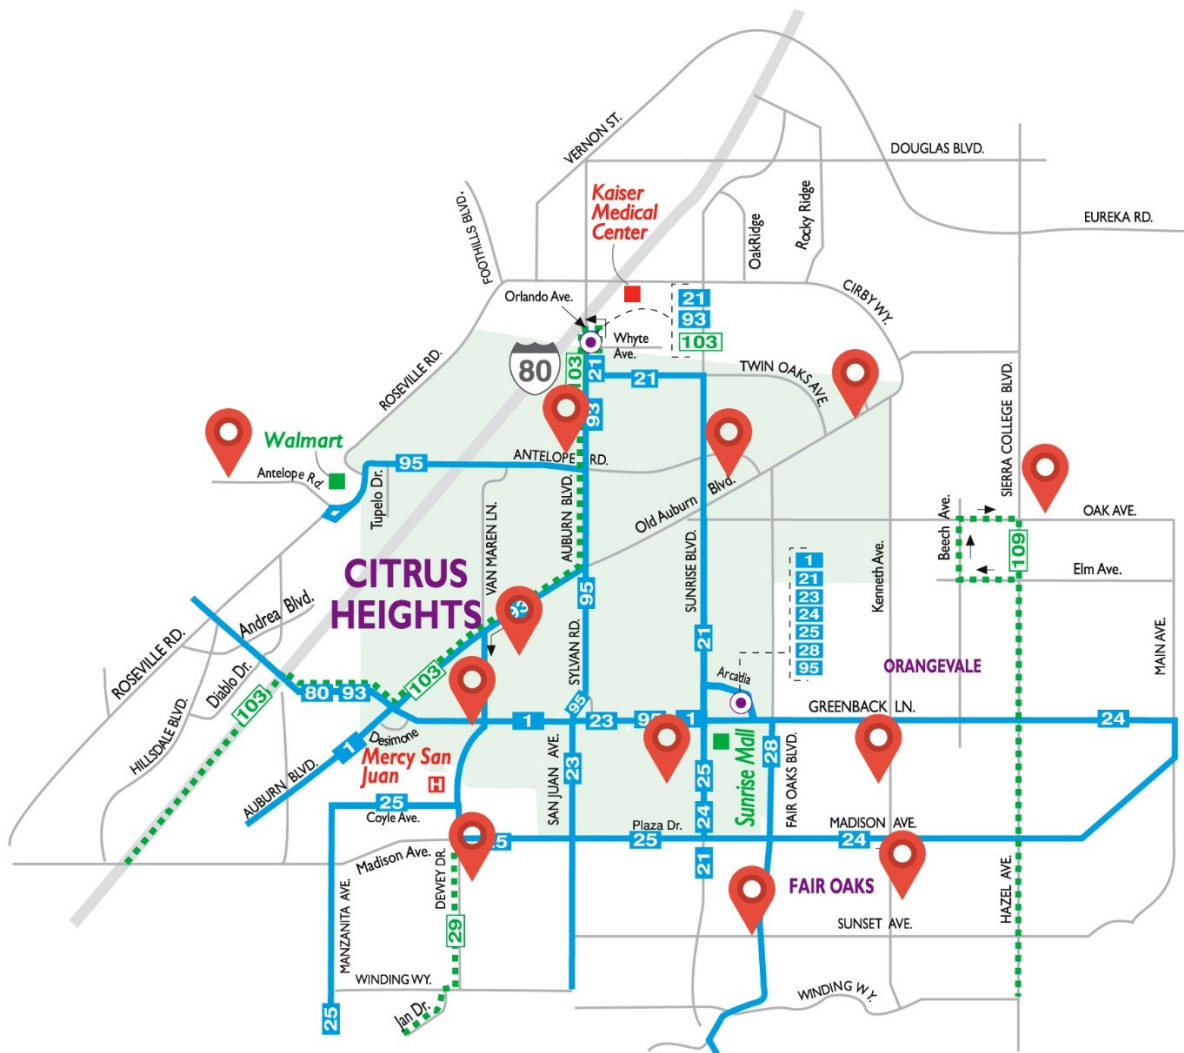 VERNON ST.
DOUGLAS BLVD.
EUREKA RD.
Kaiser
Medical
Center
FOOTHILLS BLVD.
OakRidge
Rocky Ridge
CIRBY WY.
Orlando Ave.
21
93
103
Whyte
Ave.
80
103
21
93
21
TWIN OAKS AVE.
ROSEVILLE RD.
SIERRA COLLEGE BLVD.
Walmart
Antelope Rd.
95
ANTELOPE RD.
Tupelo Dr.
VAN MAREN LN.
AUBURN BLVD.
Old Auburn Blvd.
SUNRISE BLVD.
Kenneth Ave.
Beech Ave.
OAK AVE.
109
Elm Ave.
CITRUS
HEIGHTS
93
95
1
21
23
24
25
28
95
Andrea Blvd.
ROSEVILLE RD.
Diablo Dr.
HILLSDALE BLVD.
103
80
93
103
SYLVAN RD.
21
Arcadia
ORANGEVALE
MAIN AVE.
GREENBACK LN.
24
1
95
23
95
1
Desimone
1
AUBURN BLVD.
Mercy San
Juan
H
SAN JUAN AVE.
23
25
24
21
Sunrise Mall
28
FAIR OAKS BLVD.
25
Coyle Ave.
Plaza Dr.
25
MADISON AVE.
24
Madison Ave.
DEWEY DR.
FAIR OAKS
HAZEL AVE.
SUNSET AVE.
MANZANITA AVE.
29
WINDING WY.
WINDING WY.
25
Jan Dr.